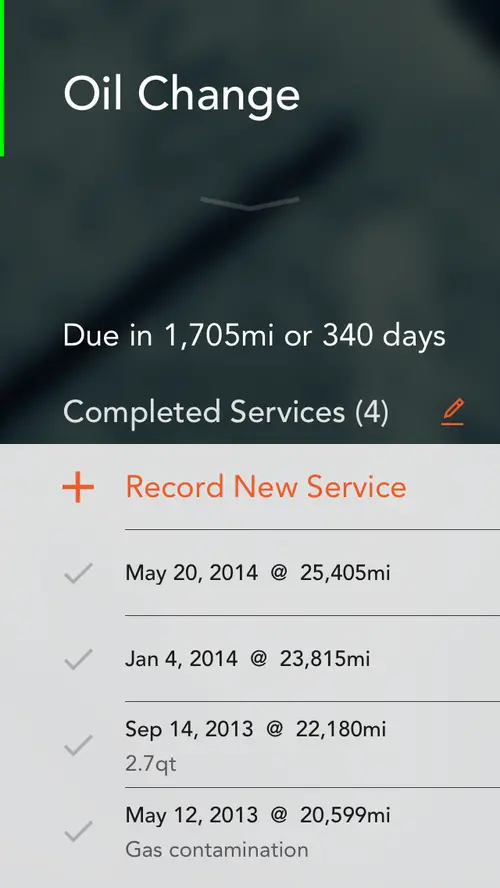 Oil Change
Due in 1,705mi or 340 days
Completed Services (4)
Record New Service
May 20, 2014 @ 25,405mi
Jan 4, 2014 @ 23,815mi
Sep 14, 2013 @ 22,180mi
2.7qt
May 12, 2013 @ 20,599mi
Gas contamination